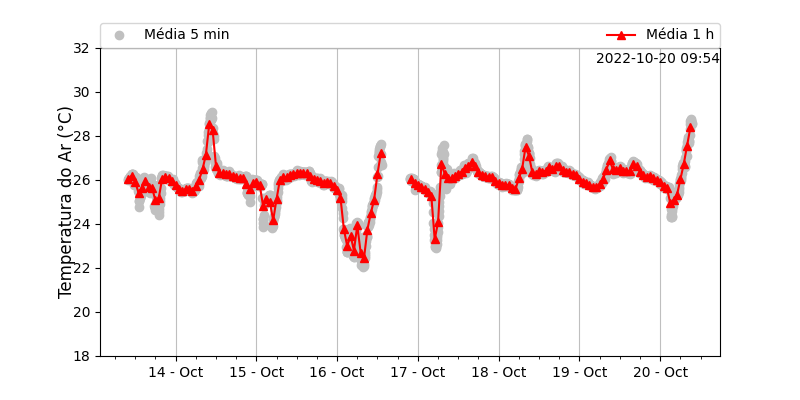 Média 5 min
Média 1 h
2022-10-20 09:54
Temperatura do Ar (°C)
32
30
28
26
24
22
20
18
14 - Oct
15 - Oct
16 - Oct
17 - Oct
18 - Oct
19 - Oct
20 - Oct